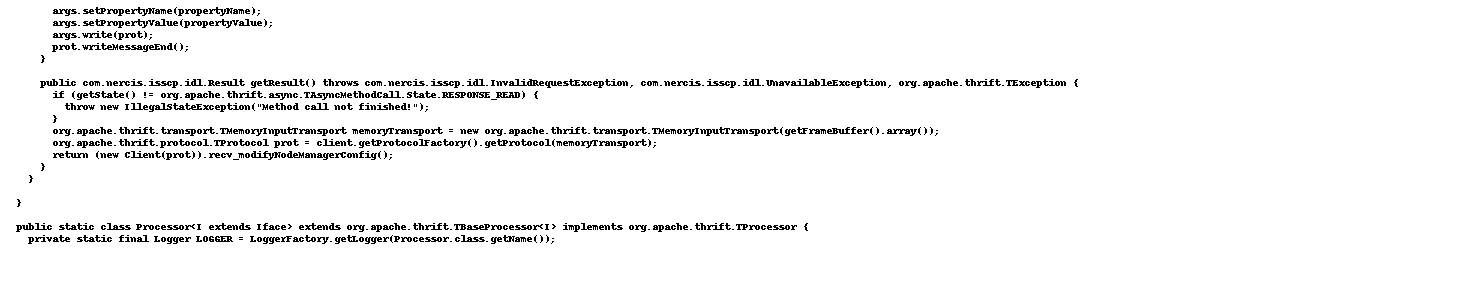 args.setPropertyName(propertyName);
      args.setPropertyValue(propertyValue);
      args.write(prot);
      prot.writeMessageEnd();
    }

    public com.nercis.isscp.idl.Result getResult() throws com.nercis.isscp.idl.InvalidRequestException, com.nercis.isscp.idl.UnavailableException, org.apache.thrift.TException {
      if (getState() != org.apache.thrift.async.TAsyncMethodCall.State.RESPONSE_READ) {
        throw new IllegalStateException("Method call not finished!");
      }
      org.apache.thrift.transport.TMemoryInputTransport memoryTransport = new org.apache.thrift.transport.TMemoryInputTransport(getFrameBuffer().array());
      org.apache.thrift.protocol.TProtocol prot = client.getProtocolFactory().getProtocol(memoryTransport);
      return (new Client(prot)).recv_modifyNodeManagerConfig();
    }
  }

}

public static class Processor<I extends Iface> extends org.apache.thrift.TBaseProcessor<I> implements org.apache.thrift.TProcessor {
  private static final Logger LOGGER = LoggerFactory.getLogger(Processor.class.getName());